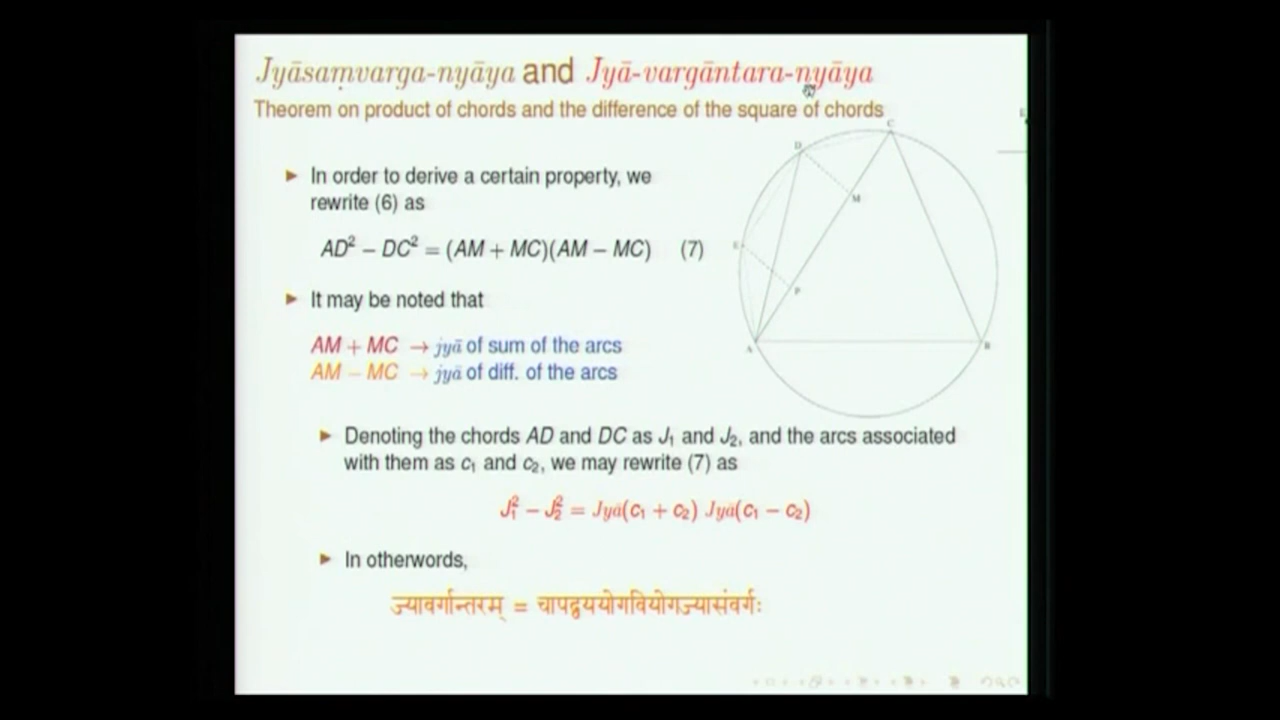 Jyāsaṃvarga-nyāya and Jyā-vargāntara-nyāya
Theorem on product of chords and the difference of the square of chords
In order to derive a certain property, we
rewrite (6) as
AD² – DC² = (AM + MC)(AM – MC) (7)
It may be noted that
AM + MC → jyā of sum of the arcs
AM – MC → jyā of diff. of the arcs
Denoting the chords AD and DC as J₁ and J₂, and the arcs associated
with them as c₁ and c₂, we may rewrite (7) as
J₁² – J₂² = Jyā(c₁ + c₂) Jyā(c₁ – c₂)
In otherwords,
ज्यावर्गान्तरम् = चापद्वययोगवियोगज्यासंवर्गः
C
D
M
E
P
A
B